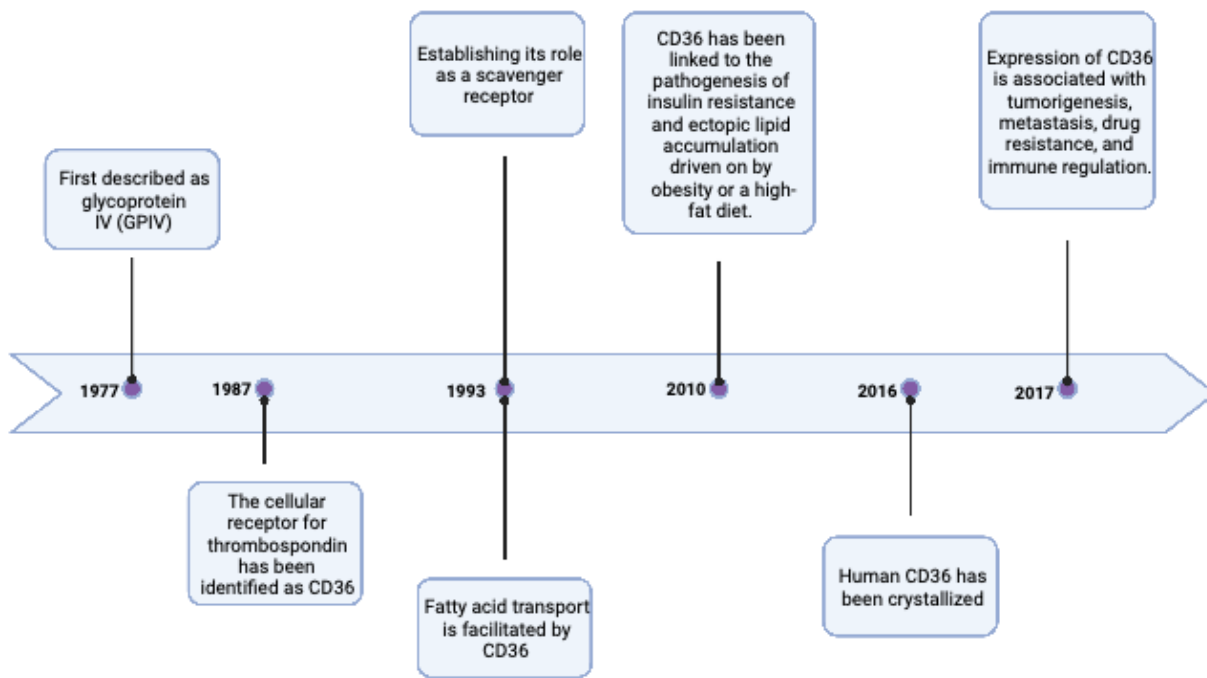 First described as
glycoprotein
IV (GPIV)
Establishing its role
as a scavenger
receptor
CD36 has been
linked to the
pathogenesis of
insulin resistance
and ectopic lipid
accumulation
driven on by
obesity or a high-
fat diet.
Expression of CD36
is associated with
tumorigenesis,
metastasis, drug
resistance, and
immune regulation.
1977
1987
1993
2010
2016
2017
The cellular
receptor for
thrombospondin
has been
identified as CD36
Fatty acid transport
is facilitated by
CD36
Human CD36 has
been crystallized